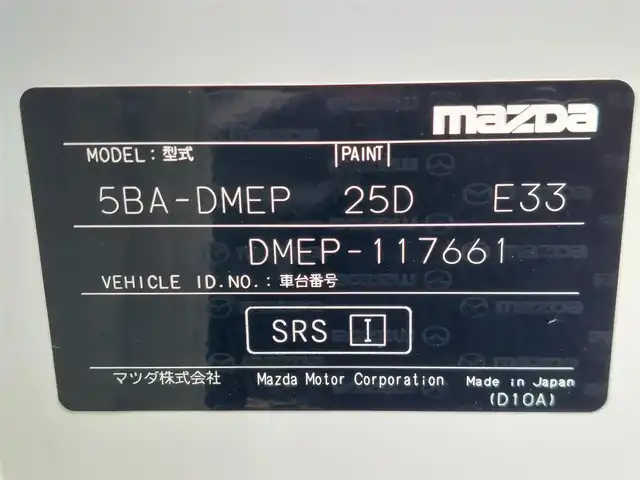 mazda
MODEL: 型式 PAINT
5BA-DMEP 25D E33
DMEP-117661
VEHICLE ID.NO.: 車台番号
SRS I
マツダ株式会社 Mazda Motor Corporation Made in Japan
(D10A)